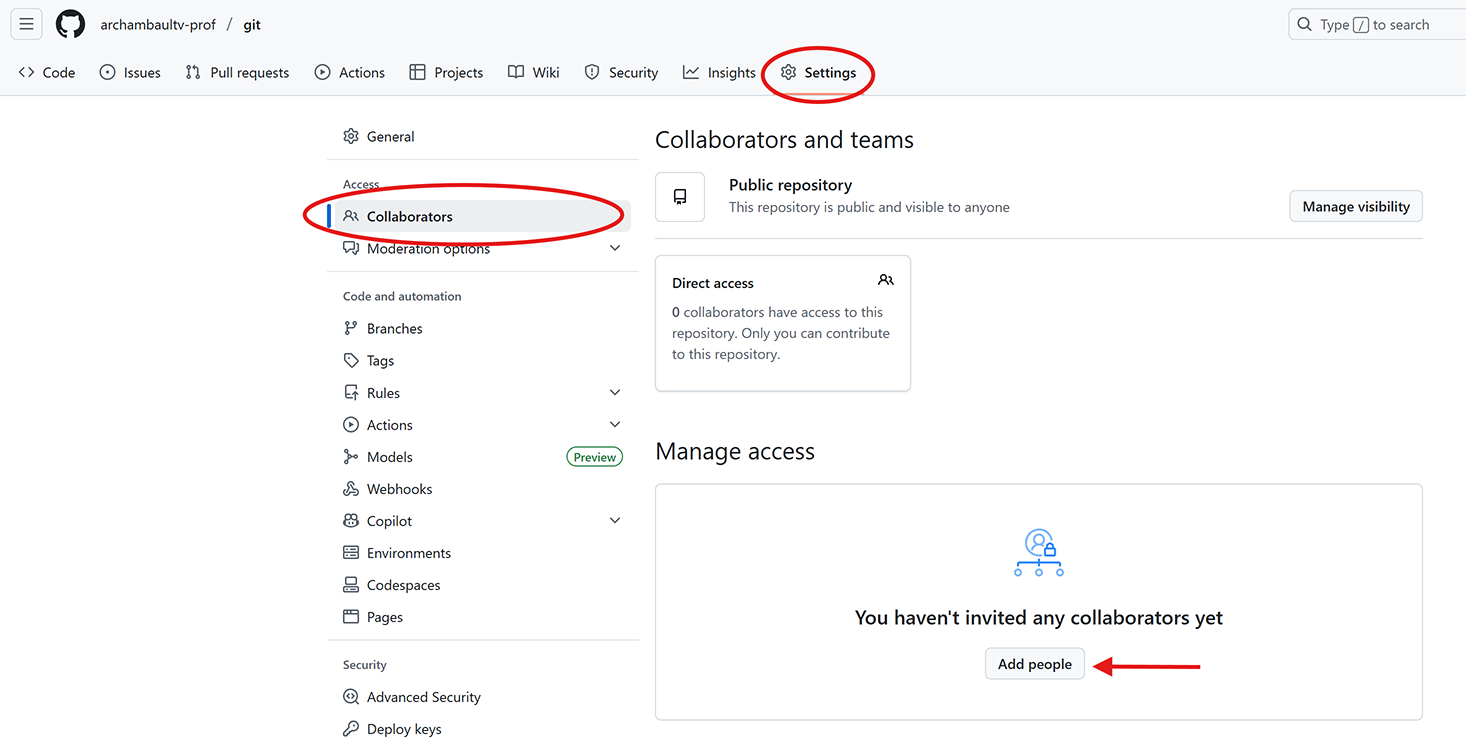 archambaultv-prof / git
Type / to search
Code Issues Pull requests Actions Projects Wiki Security Insights Settings
General
Access
Collaborators
Moderation options
Code and automation
Branches
Tags
Rules
Actions
Models Preview
Webhooks
Copilot
Environments
Codespaces
Pages
Security
Advanced Security
Deploy keys
Collaborators and teams
Public repository
This repository is public and visible to anyone
Manage visibility
Direct access
0 collaborators have access to this
repository. Only you can contribute
to this repository.
Manage access
You haven't invited any collaborators yet
Add people